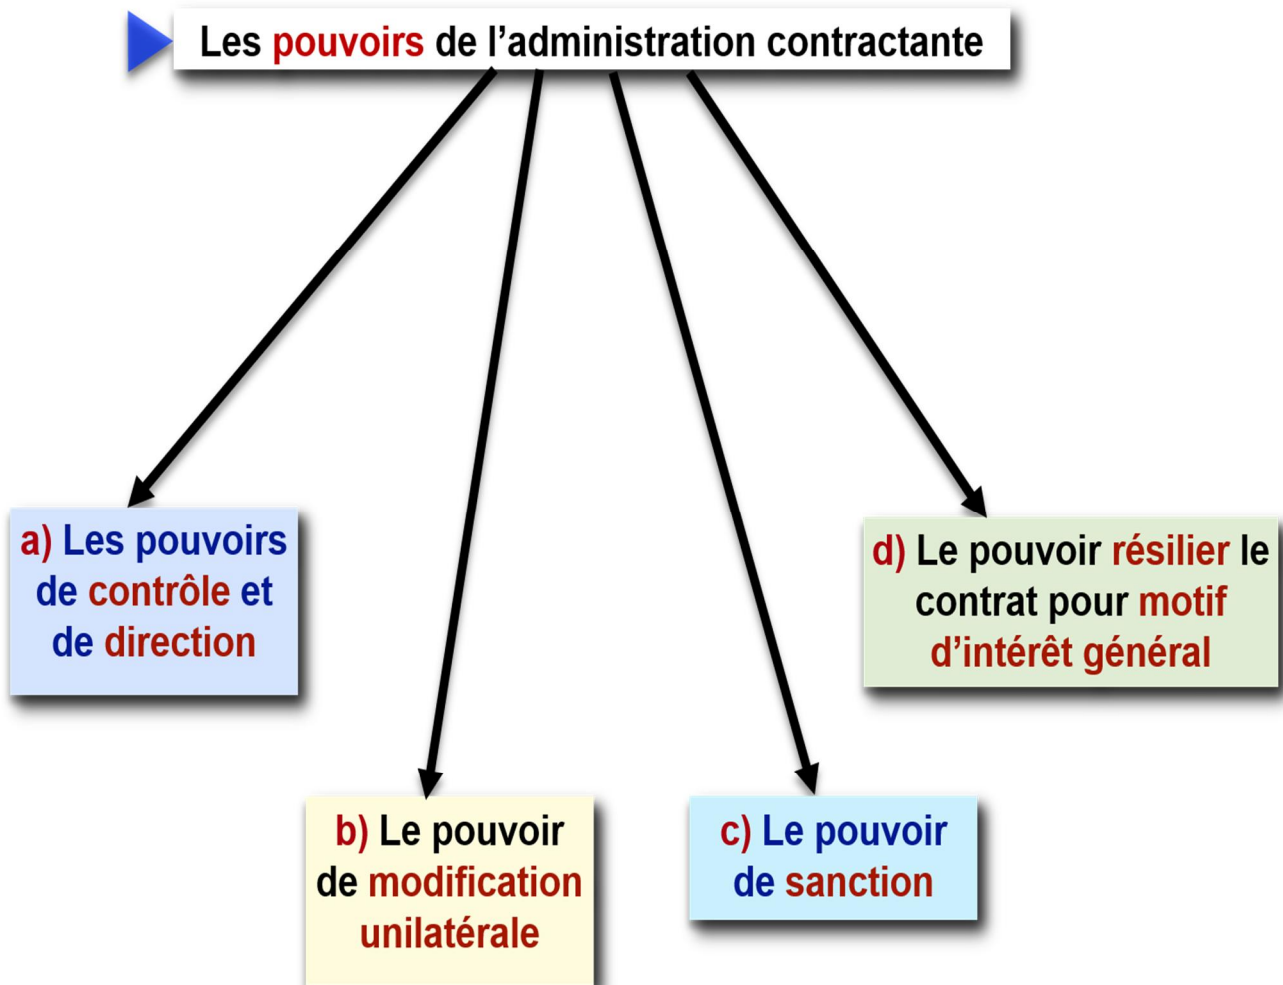 Les pouvoirs de l’administration contractante
a) Les pouvoirs
de contrôle et
de direction
b) Le pouvoir
de modification
unilatérale
c) Le pouvoir
de sanction
d) Le pouvoir résilier le
contrat pour motif
d’intérêt général